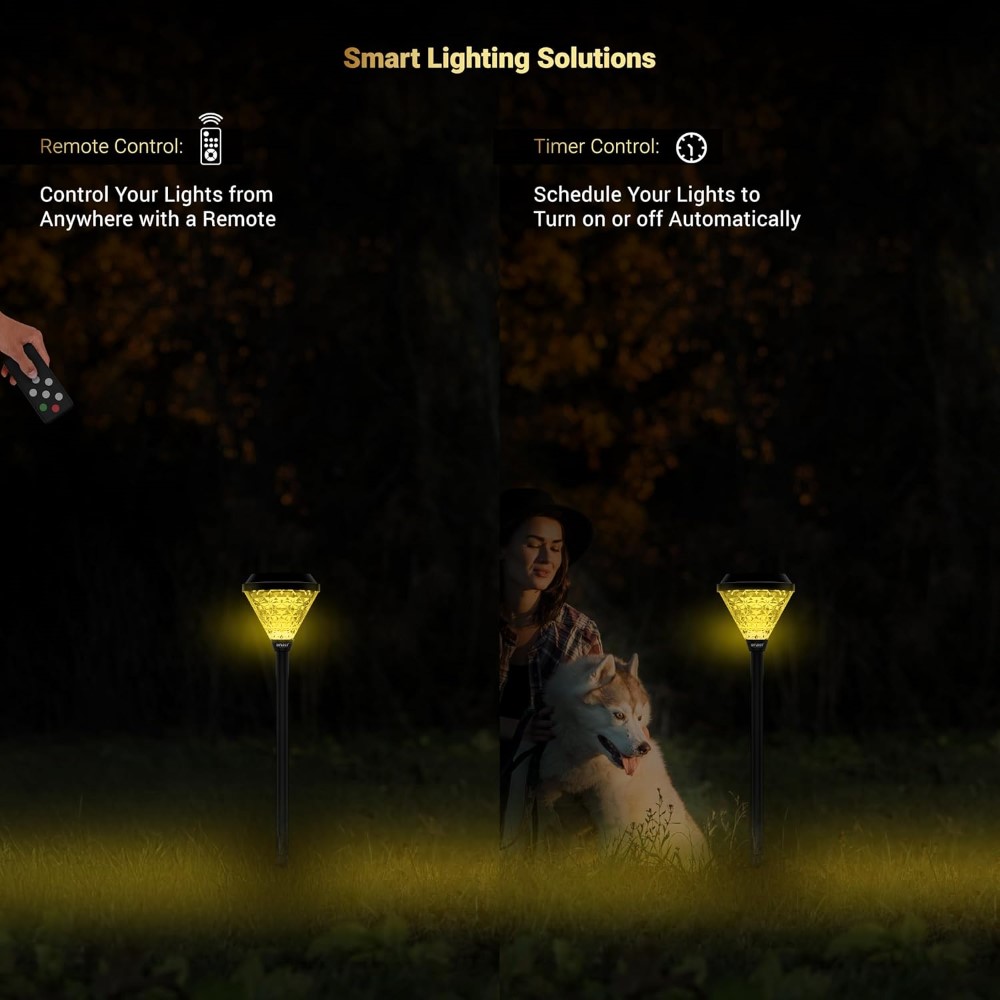 Smart Lighting Solutions
Remote Control:
Control Your Lights from
Anywhere with a Remote
Timer Control:
Schedule Your Lights to
Turn on or off Automatically